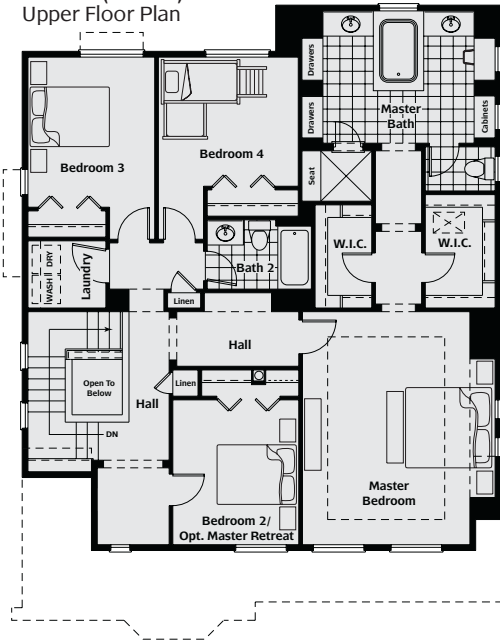 Upper Floor Plan
Drawers
Drawers
Master
Bath
Cabinets
Bedroom 3
Bedroom 4
Seat
W.I.C.
W.I.C.
Laundry
WASH DRY
Bath 2
Linen
Hall
Linen
Open To
Below
Hall
DN
Bedroom 2/
Opt. Master Retreat
Master
Bedroom